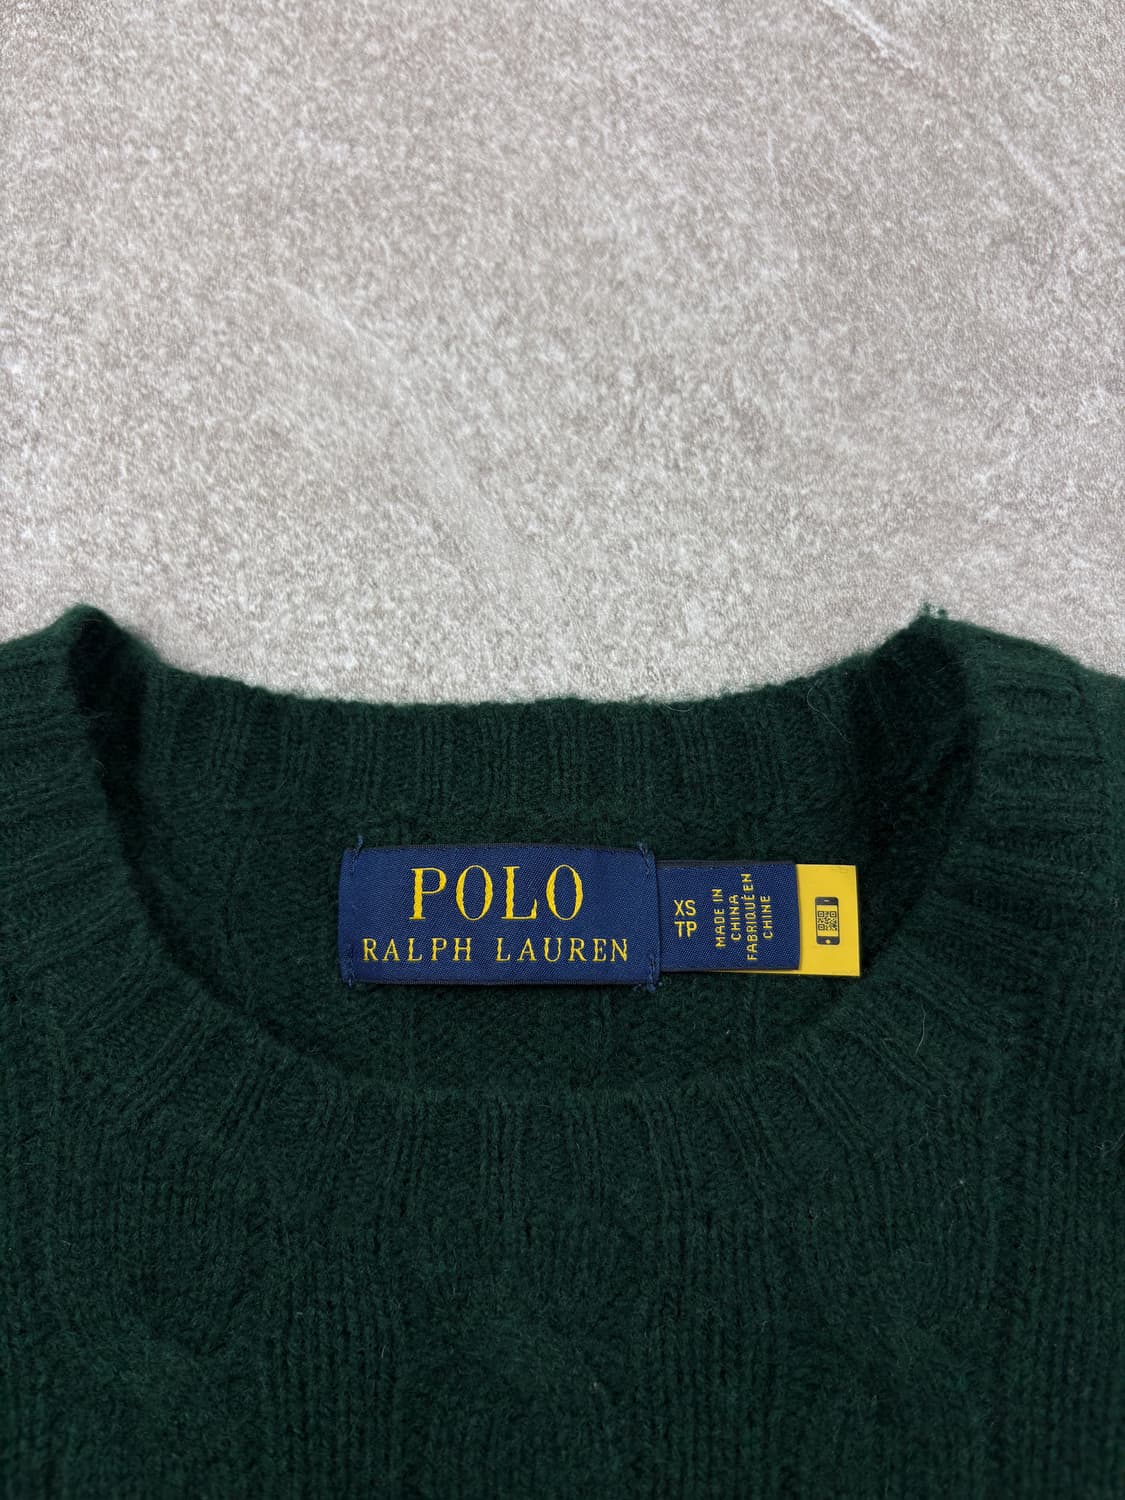 POLO
RALPH LAUREN
XS
TP
MADE IN
CHINA
FABRIQUÉ EN
CHINE